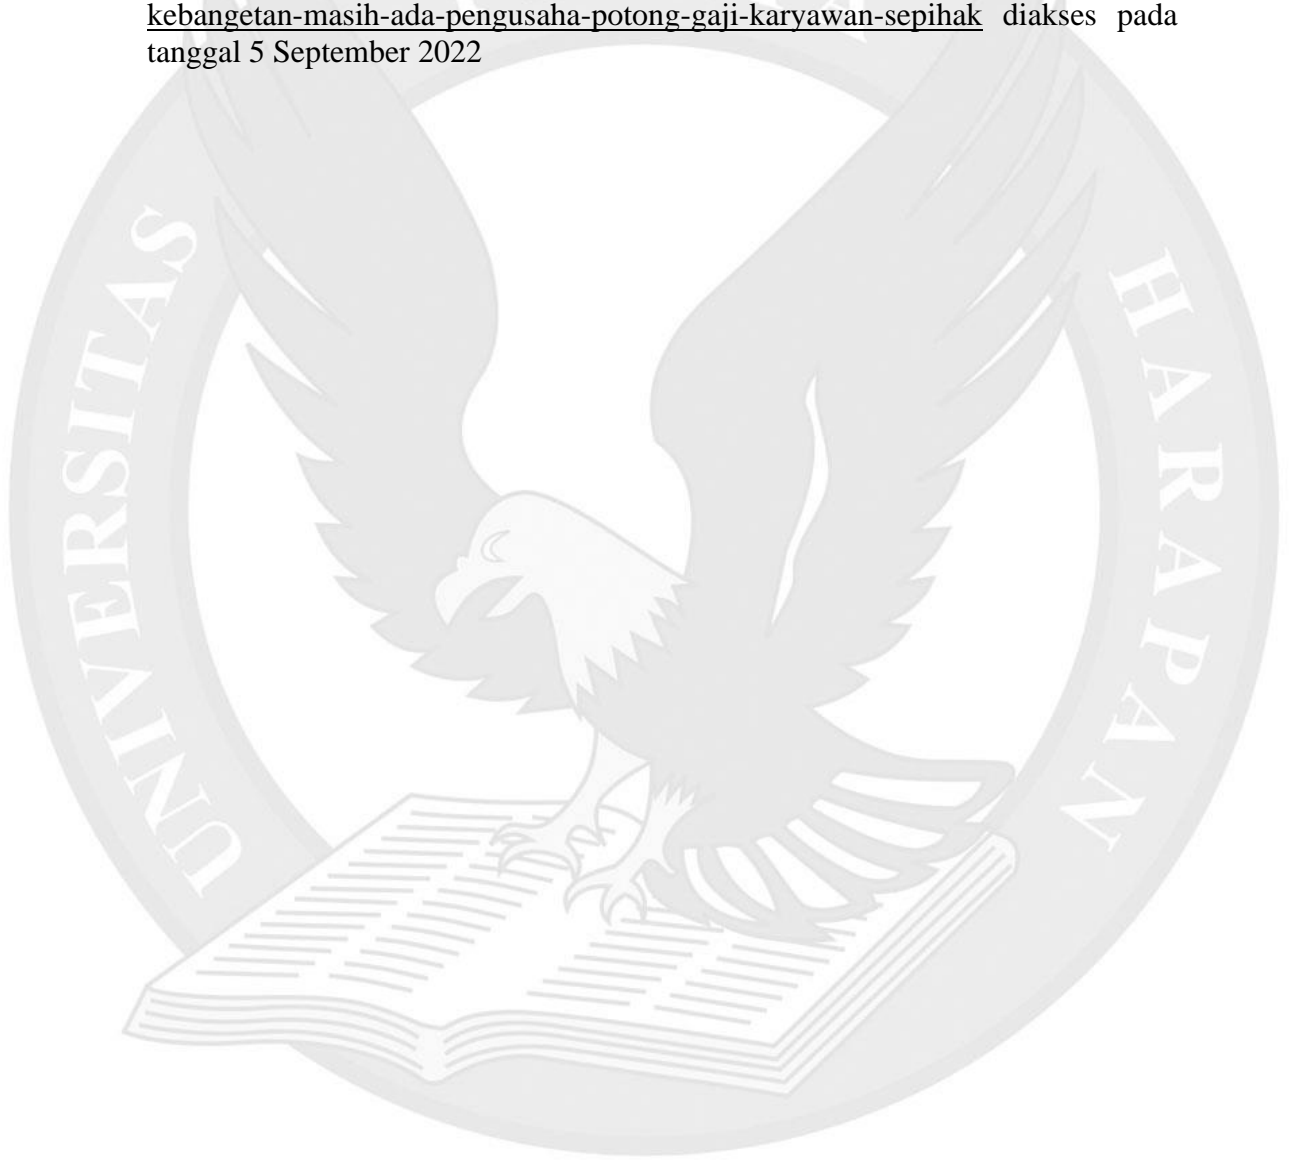 kebangetan-masih-ada-pengusaha-potong-gaji-karyawan-sepihak diakses pada
tanggal 5 September 2022
UNIVERSITAS
HARAPAN